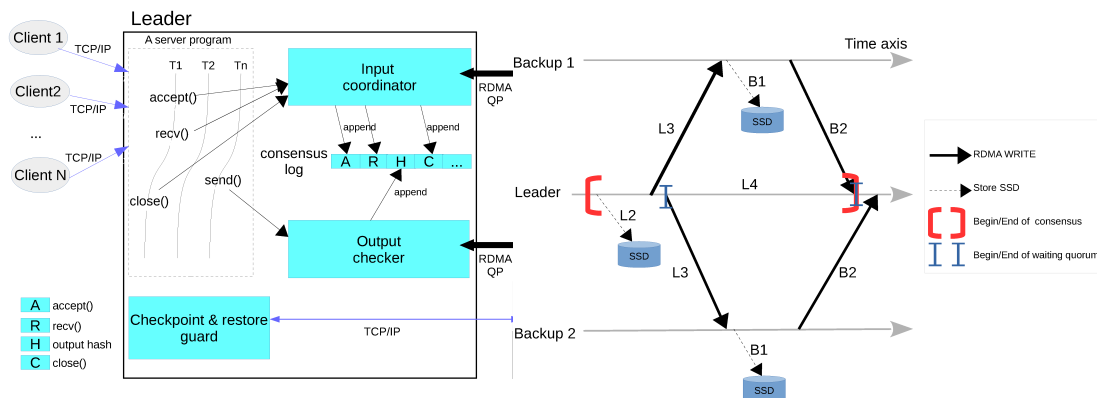 Leader
Client 1
TCP/IP
A server program
T1
T2
Tn
Input
coordinator
accept()
Client2
TCP/IP
recv()
append
append
...
TCP/IP
consensus
log
A
R
H
C
...
Client N
send()
append
close()
Output
checker
RDMA
QP
RDMA
QP
A
accept()
R
recv()
H
output hash
C
close()
Checkpoint & restore
guard
TCP/IP
Time axis
Backup 1
B1
SSD
L3
B2
Leader
L4
L2
SSD
L3
B2
Backup 2
B1
SSD
RDMA WRITE
Store SSD
Begin/End of consensus
Begin/End of waiting quorum